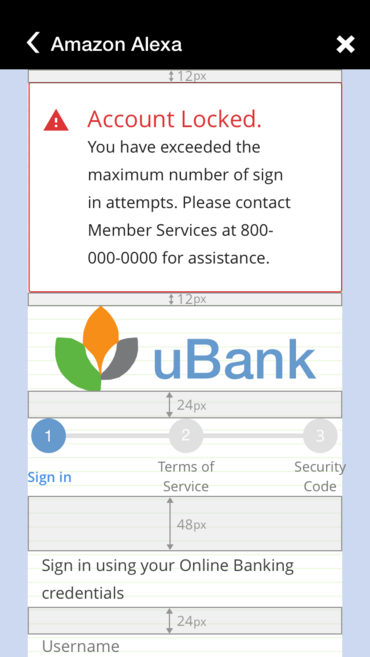 Amazon Alexa
12px
Account Locked.
You have exceeded the
maximum number of sign
in attempts. Please contact
Member Services at 800-
000-0000 for assistance.
12px
uBank
24px
1 2 3
Sign in
Terms of
Service
Security
Code
48px
Sign in using your Online Banking
credentials
24px
Username